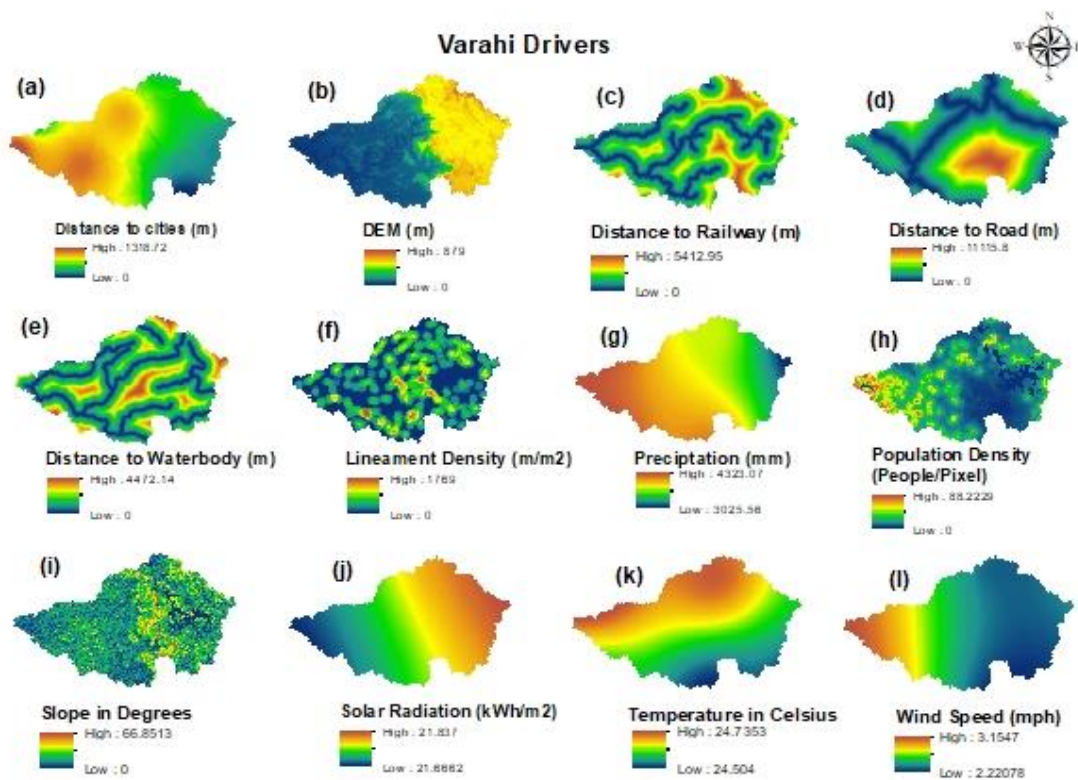 N
Varahi Drivers
W
S
(a)
(b)
(c)
(d)
Distance to cities (m)
High : 1318.72
Low : 0
DEM (m)
High : 879
Low : 0
Distance to Railway (m)
High : 5412.95
Low : 0
Distance to Road (m)
High : 11115.8
Low : 0
(e)
(f)
(g)
(h)
Distance to Waterbody (m)
High : 4472.14
Low : 0
Lineament Density (m/m2)
High : 1769
Low : 0
Preciptation (mm)
High : 4323.07
Low : 3025.56
Population Density
(People/Pixel)
High : 88.2229
Low : 0
(i)
(j)
(k)
(l)
Slope in Degrees
High : 66.8513
Low : 0
Solar Radiation (kWh/m2)
High : 21.837
Low : 21.6662
Temperature in Celsius
High : 24.7353
Low : 24.504
Wind Speed (mph)
High : 3.1547
Low : 2.22078